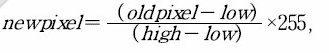 newpixel = (oldpixel−low)/(high−low) ×255,